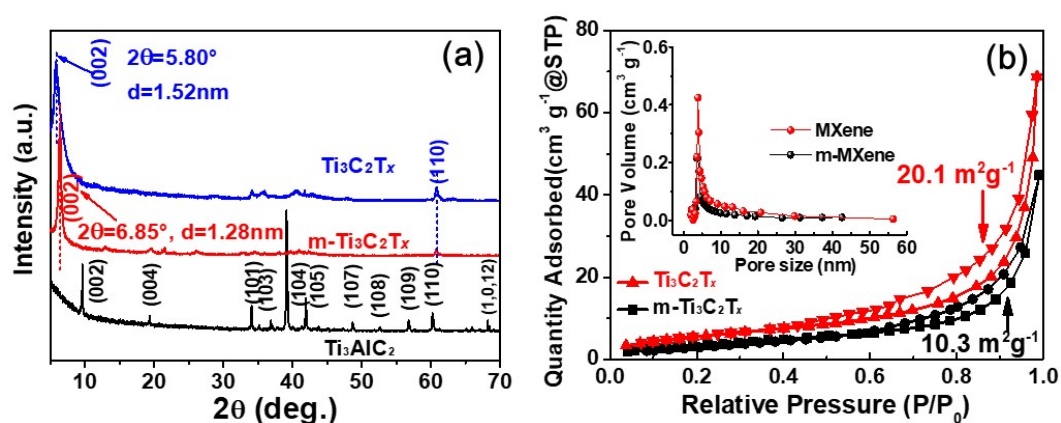 (a)
(002)
2θ=5.80°
d=1.52nm
Ti₃C₂Tx
(110)
(002)
2θ=6.85°, d=1.28nm
m-Ti₃C₂Tx
(002)
(004)
(101)
(103)
(104)
(105)
(107)
(108)
(109)
(110)
(1,0,12)
Ti₃AlC₂
Intensity (a.u.)
10 20 30 40 50 60 70
2θ (deg.)
(b)
Quantity Adsorbed(cm³ g⁻¹@STP)
80
60
40
20
0
Pore Volume (cm³ g⁻¹)
0.6
0.4
0.2
0.0
MXene
m-MXene
0 10 20 30 40 50 60
Pore size (nm)
20.1 m²g⁻¹
Ti₃C₂Tx
m-Ti₃C₂Tx
10.3 m²g⁻¹
0.0 0.2 0.4 0.6 0.8 1.0
Relative Pressure (P/P₀)